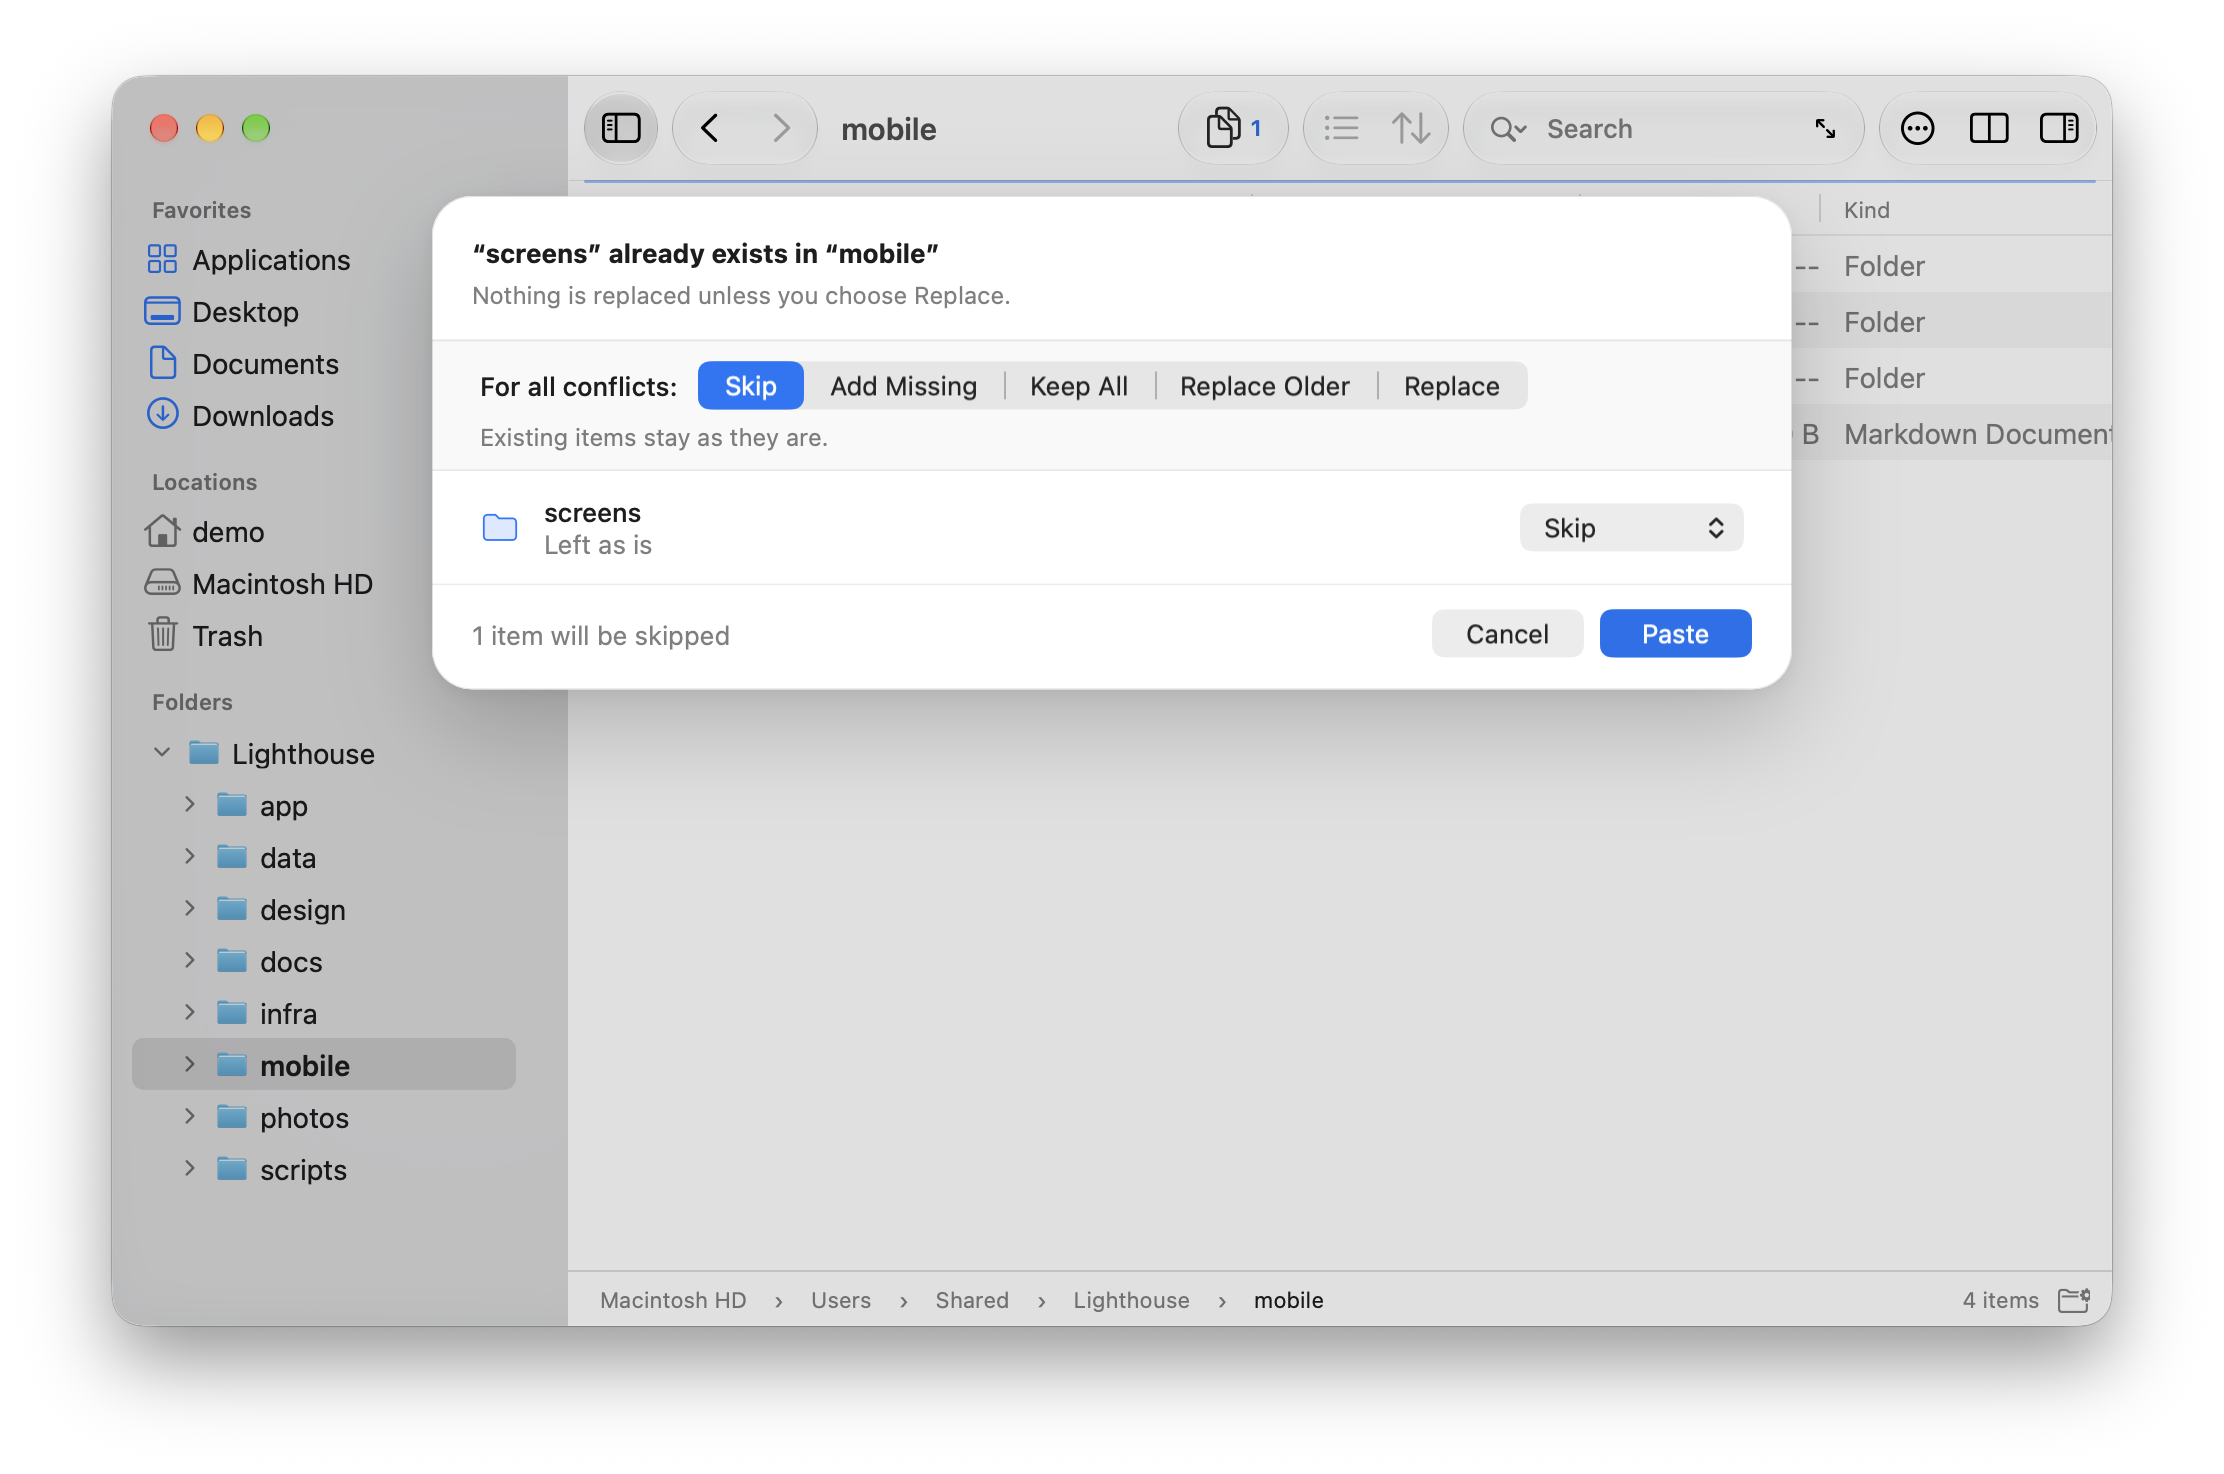 mobile
1
Search
Favorites
Applications
Desktop
Documents
Downloads
Locations
demo
Macintosh HD
Trash
Folders
Lighthouse
app
data
design
docs
infra
mobile
photos
scripts
Kind
-- Folder
-- Folder
-- Folder
B Markdown Document
“screens” already exists in “mobile”
Nothing is replaced unless you choose Replace.
For all conflicts: Skip Add Missing Keep All Replace Older Replace
Existing items stay as they are.
screens
Left as is
Skip
1 item will be skipped
Cancel Paste
Macintosh HD › Users › Shared › Lighthouse › mobile
4 items